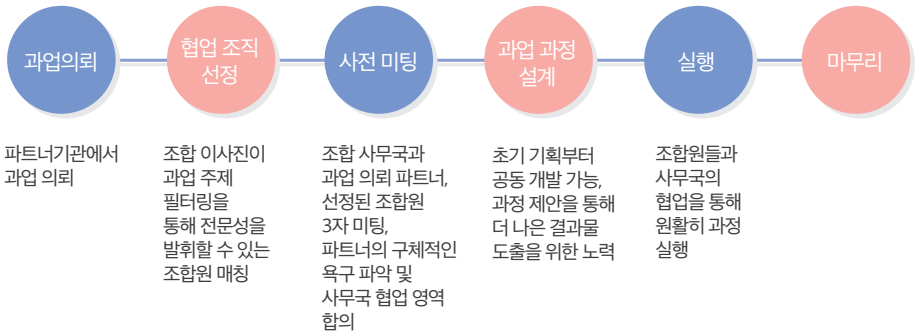 과업의뢰
협업 조직
선정
사전 미팅
과업 과정
설계
실행
마무리
파트너기관에서
과업 의뢰
조합 이사진이
과업 주제
필터링을
통해 전문성을
발휘할 수 있는
조합원 매칭
조합 사무국과
과업 의뢰 파트너,
선정된 조합원
3자 미팅,
파트너의 구체적인
욕구 파악 및
사무국 협업 영역
합의
초기 기획부터
공동 개발 가능,
과정 제안을 통해
더 나은 결과물
도출을 위한 노력
조합원들과
사무국의
협업을 통해
원활히 과정
실행